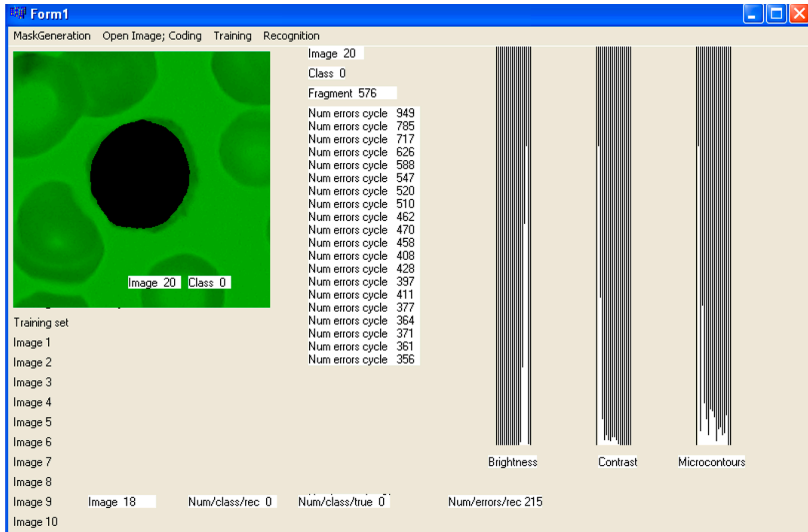 Form1
MaskGeneration Open Image; Coding Training Recognition
Image 20
Class 0
Fragment 576
Num errors cycle 949
Num errors cycle 785
Num errors cycle 717
Num errors cycle 626
Num errors cycle 588
Num errors cycle 547
Num errors cycle 520
Num errors cycle 510
Num errors cycle 462
Num errors cycle 470
Num errors cycle 458
Num errors cycle 408
Num errors cycle 428
Num errors cycle 397
Num errors cycle 411
Num errors cycle 377
Num errors cycle 364
Num errors cycle 371
Num errors cycle 361
Num errors cycle 356
Image 20 Class 0
Training set
Image 1
Image 2
Image 3
Image 4
Image 5
Image 6
Image 7
Brightness Contrast Microcontours
Image 8
Image 9 Image 18 Num/class/rec 0 Num/class/true 0 Num/errors/rec 215
Image 10